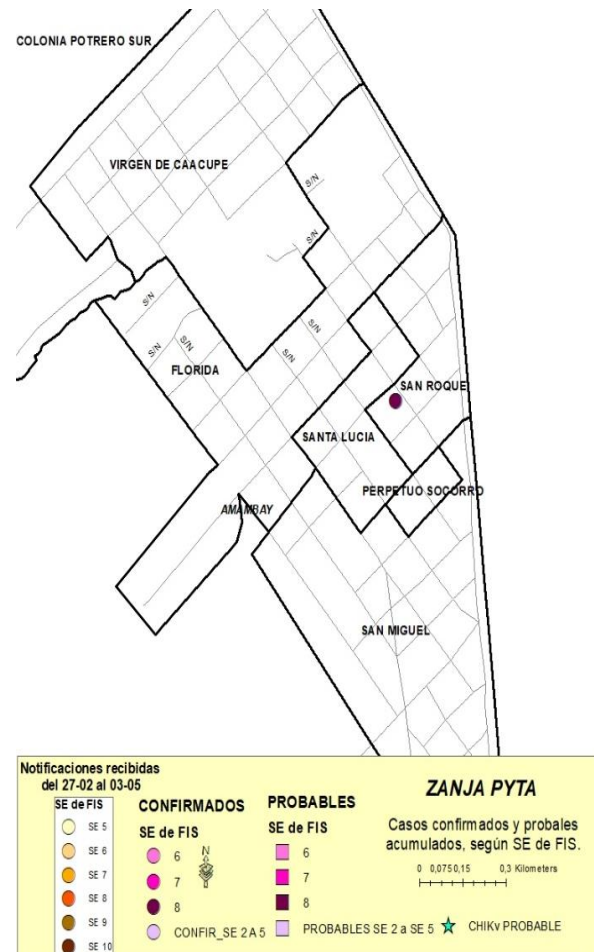 COLONIA POTRERO SUR
VIRGEN DE CAACUPE
S/N
S/N
S/N
S/N
S/N
S/N
S/N
FLORIDA
SAN ROQUE
SANTA LUCIA
PERPETUO SOCORRO
AMAMBAY
SAN MIGUEL
Notificaciones recibidas
del 27-02 al 03-05
SE de FIS
SE 5
SE 6
SE 7
SE 8
SE 9
SE 10
CONFIRMADOS
SE de FIS
6
7
8
CONFIR_SE 2 A 5
N
PROBABLES
SE de FIS
6
7
8
PROBABLES SE 2 a SE 5
CHIKv PROBABLE
ZANJA PYTA
Casos confirmados y probales
acumulados, según SE de FIS.
0 0,0750,15 0,3 Kilometers